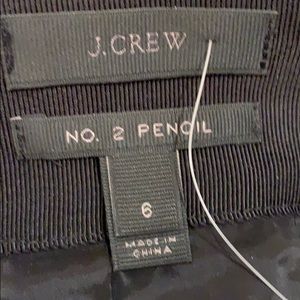 J.CREW
NO. 2 PENCIL
6
MADE IN
CHINA